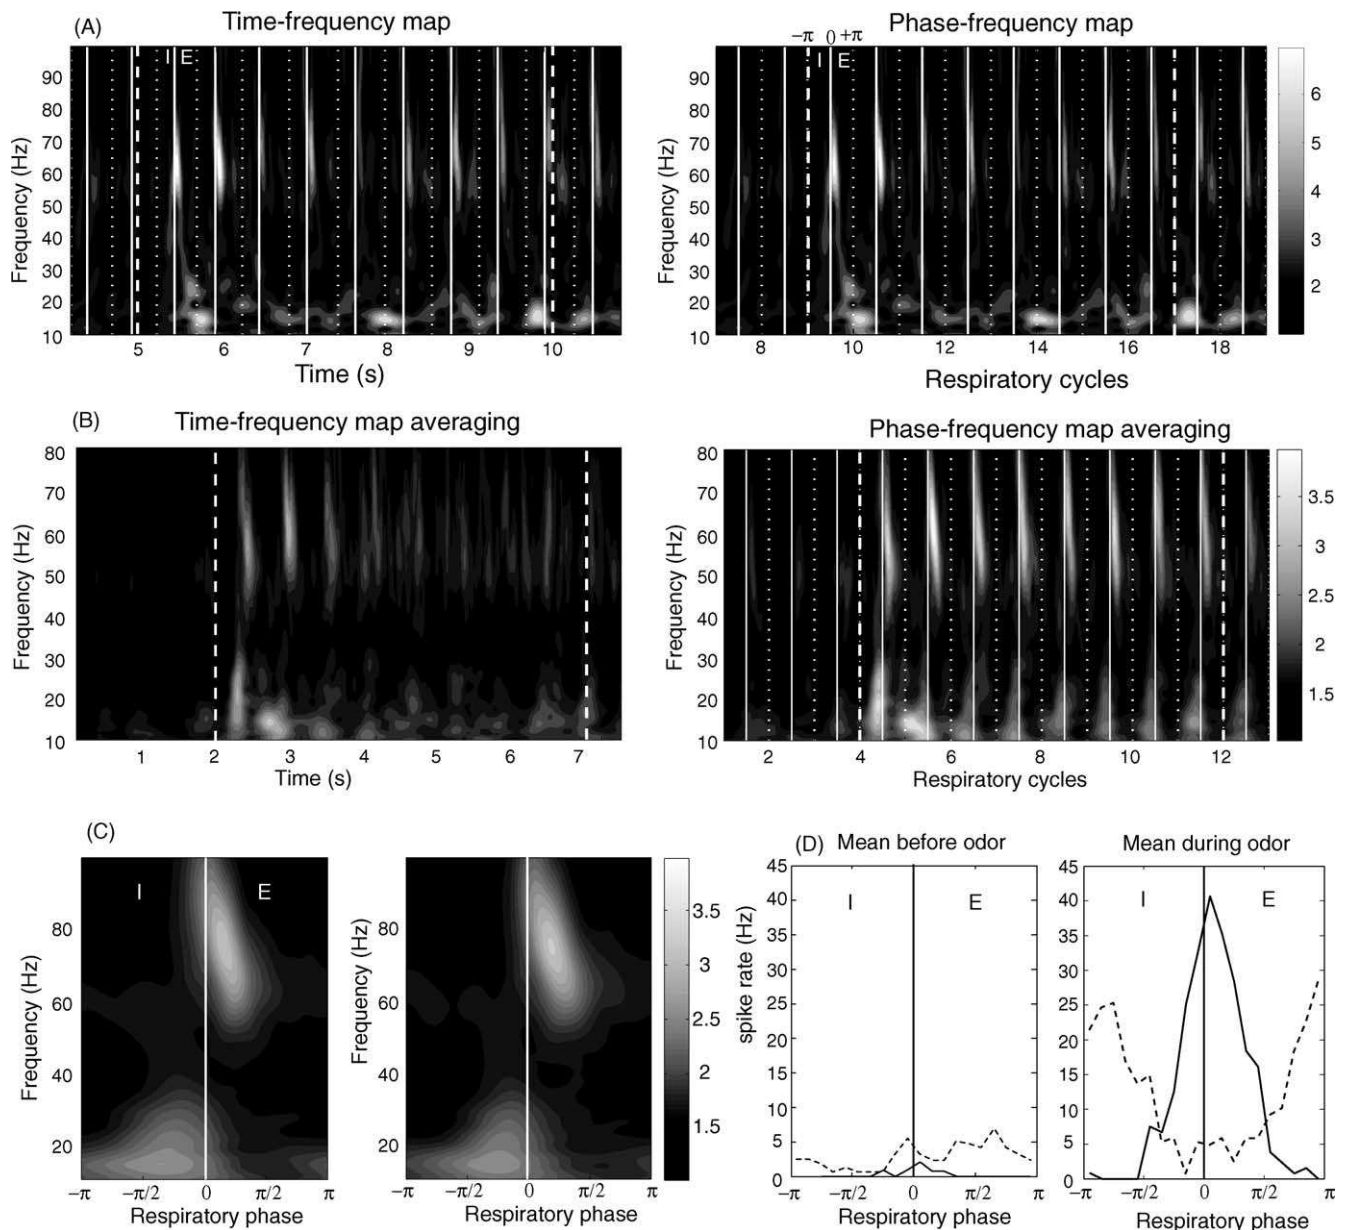 (A)
Time-frequency map
Phase-frequency map
−π 0 +π
I E
I E
Frequency (Hz)
90
80
70
60
50
40
30
20
10
5 6 7 8 9 10
Time (s)
Frequency (Hz)
90
80
70
60
50
40
30
20
10
8 10 12 14 16 18
Respiratory cycles
6
5
4
3
2
(B)
Time-frequency map averaging
Phase-frequency map averaging
Frequency (Hz)
80
70
60
50
40
30
20
10
1 2 3 4 5 6 7
Time (s)
Frequency (Hz)
80
70
60
50
40
30
20
10
2 4 6 8 10 12
Respiratory cycles
3.5
3
2.5
2
1.5
(C)
I E
Frequency (Hz)
80
60
40
20
−π −π/2 0 π/2 π
Respiratory phase
Frequency (Hz)
80
60
40
20
−π −π/2 0 π/2 π
Respiratory phase
3.5
3
2.5
2
1.5
(D)
Mean before odor
Mean during odor
spike rate (Hz)
45
40
35
30
25
20
15
10
5
0
I E
−π −π/2 0 π/2 π
Respiratory phase
45
40
35
30
25
20
15
10
5
0
I E
−π −π/2 0 π/2 π
Respiratory phase